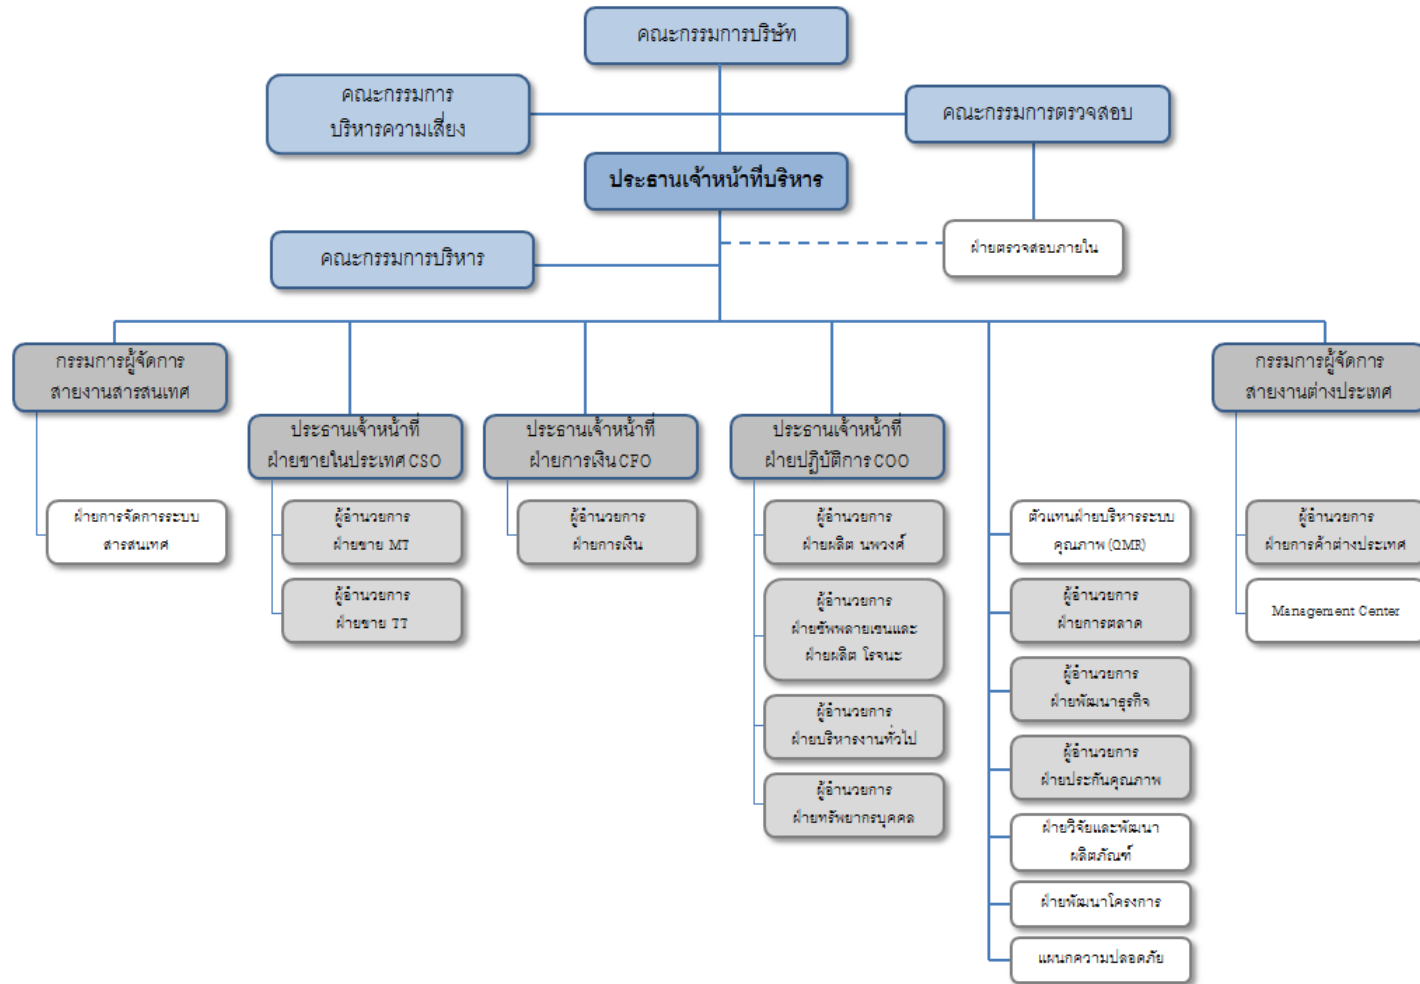 คณะกรรมการบริษัท
คณะกรรมการ
บริหารความเสี่ยง
คณะกรรมการตรวจสอบ
ประธานเจ้าหน้าที่บริหาร
ฝ่ายตรวจสอบภายใน
คณะกรรมการบริหาร
กรรมการผู้จัดการ
สายงานสารสนเทศ
กรรมการผู้จัดการ
สายงานต่างประเทศ
ประธานเจ้าหน้าที่
ฝ่ายขายในประเทศ CSO
ประธานเจ้าหน้าที่
ฝ่ายการเงิน CFO
ประธานเจ้าหน้าที่
ฝ่ายปฏิบัติการ COO
ฝ่ายการจัดการระบบ
สารสนเทศ
ผู้อำนวยการ
ฝ่ายขาย MT
ผู้อำนวยการ
ฝ่ายขาย TT
ผู้อำนวยการ
ฝ่ายการเงิน
ผู้อำนวยการ
ฝ่ายผลิต นพวงศ์
ผู้อำนวยการ
ฝ่ายซัพพลายเชนและ
ฝ่ายผลิต โรจนะ
ผู้อำนวยการ
ฝ่ายบริหารงานทั่วไป
ผู้อำนวยการ
ฝ่ายทรัพยากรบุคคล
ตัวแทนฝ่ายบริหารระบบ
คุณภาพ (QMR)
ผู้อำนวยการ
ฝ่ายการตลาด
ผู้อำนวยการ
ฝ่ายพัฒนาธุรกิจ
ผู้อำนวยการ
ฝ่ายประกันคุณภาพ
ฝ่ายวิจัยและพัฒนา
ผลิตภัณฑ์
ฝ่ายพัฒนาโครงการ
แผนกความปลอดภัย
ผู้อำนวยการ
ฝ่ายการค้าต่างประเทศ
Management Center